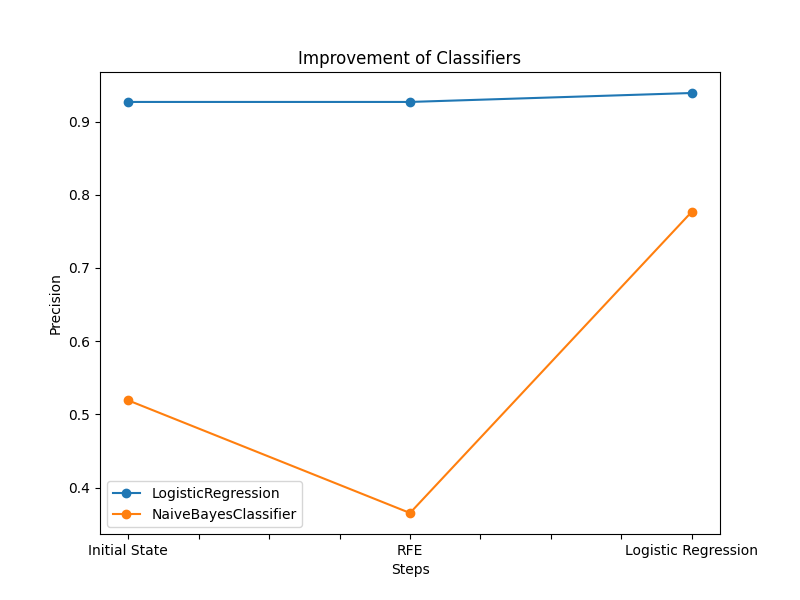 Improvement of Classifiers
Precision
0.9
0.8
0.7
0.6
0.5
0.4
LogisticRegression
NaiveBayesClassifier
Initial State
RFE
Logistic Regression
Steps